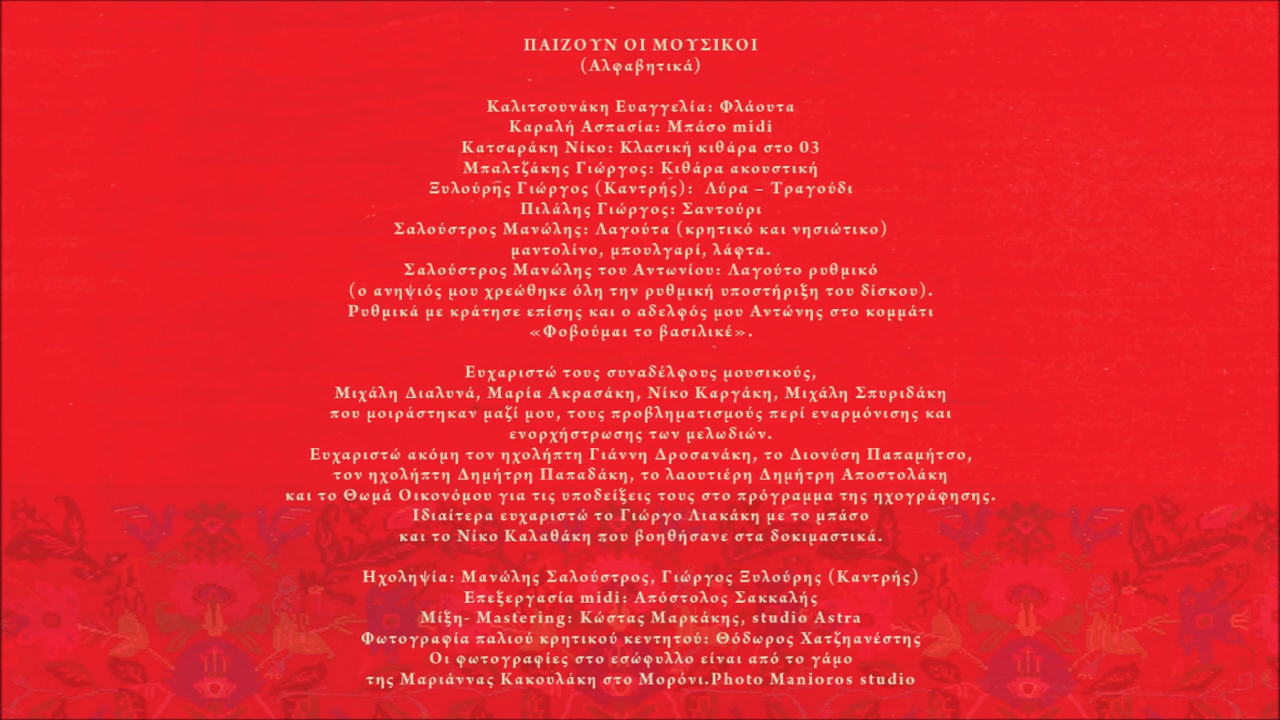 ΠΑΙΖΟΥΝ ΟΙ ΜΟΥΣΙΚΟΙ
(Αλφαβητικά)
Καλιτσουνάκη Ευαγγελία: Φλάουτα
Καραλή Ασπασία: Μπάσο midi
Κατσαράκη Νίκο: Κλασική κιθάρα στο 03
Μπαλτζάκης Γιώργος: Κιθάρα ακουστική
Ξυλούρης Γιώργος (Καντρής): Λύρα – Τραγούδι
Πιλάλης Γιώργος: Σαντούρι
Σαλούστρος Μανώλης: Λαγούτα (κρητικό και νησιώτικο)
μαντολίνο, μπουλγαρί, λάφτα.
Σαλούστρος Μανώλης του Αντωνίου: Λαγούτο ρυθμικό
(ο ανηψιός μου χρεώθηκε όλη την ρυθμική υποστήριξη του δίσκου).
Ρυθμικά με κράτησε επίσης και ο αδελφός μου Αντώνης στο κομμάτι
«Φοβούμαι το βασιλικέ».
Ευχαριστώ τους συναδέλφους μουσικούς,
Μιχάλη Διαλυνά, Μαρία Ακρασάκη, Νίκο Καργάκη, Μιχάλη Σπυριδάκη
που μοιράστηκαν μαζί μου, τους προβληματισμούς περί εναρμόνισης και
ενορχήστρωσης των μελωδιών.
Ευχαριστώ ακόμη τον ηχολήπτη Γιάννη Δροσανάκη, το Διονύση Παπαμήτσο,
τον ηχολήπτη Δημήτρη Παπαδάκη, το λαουτιέρη Δημήτρη Αποστολάκη
και το Θωμά Οικονόμου για τις υποδείξεις τους στο πρόγραμμα της ηχογράφησης.
Ιδιαίτερα ευχαριστώ το Γιώργο Λιακάκη με το μπάσο
και το Νίκο Καλαθάκη που βοηθήσανε στα δοκιμαστικά.
Ηχοληψία: Μανώλης Σαλούστρος, Γιώργος Ξυλούρης (Καντρής)
Επεξεργασία midi: Απόστολος Σακκαλής
Μίξη- Mastering: Κώστας Μαρκάκης, studio Astra
Φωτογραφία παλιού κρητικού κεντητού: Θόδωρος Χατζηανέστης
Οι φωτογραφίες στο εσώφυλλο είναι από το γάμο
της Μαριάννας Κακουλάκη στο Μορόνι.Photo Manioros studio